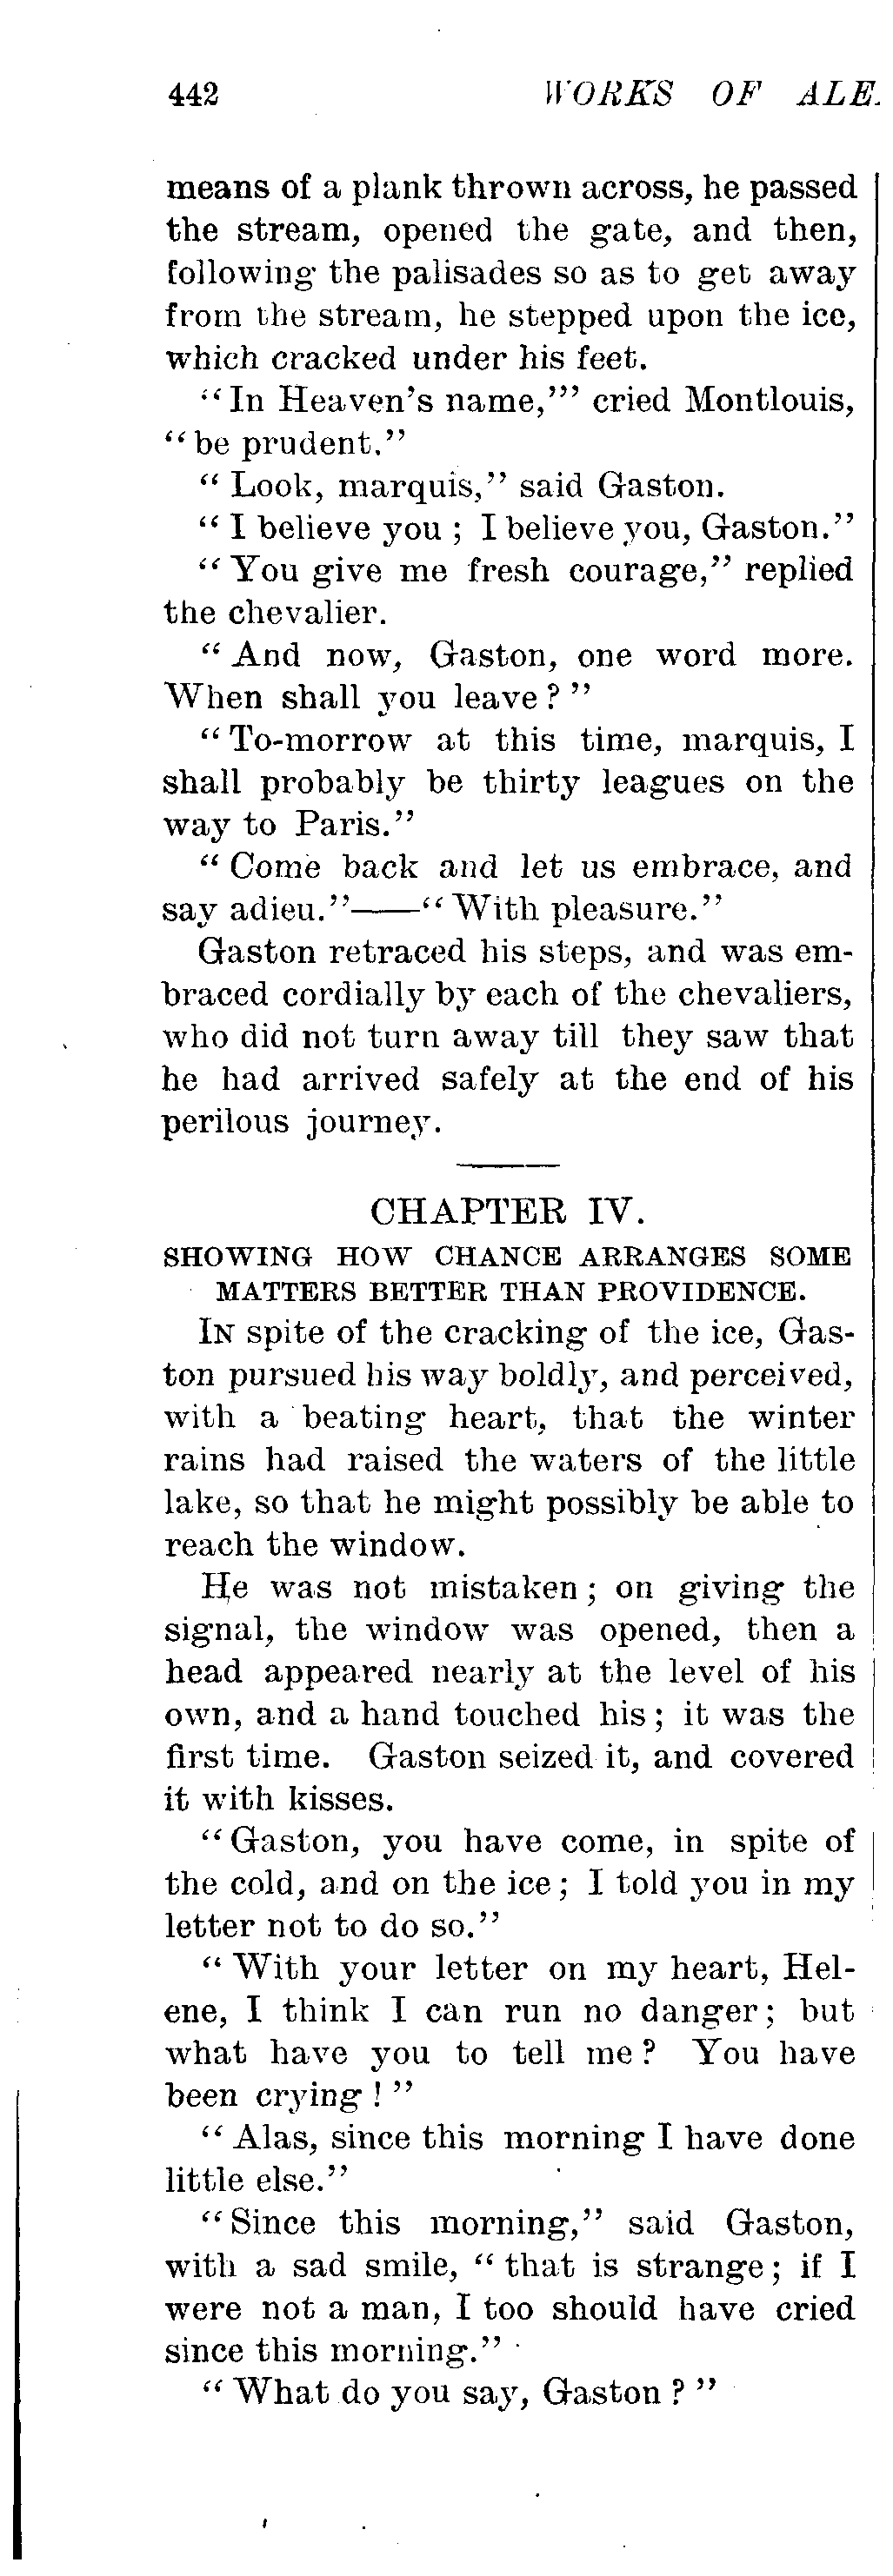 442 WORKS OF ALE
means of a plank thrown across, he passed
the stream, opened the gate, and then,
following the palisades so as to get away
from the stream, he stepped upon the ice,
which cracked under his feet.
"In Heaven's name,'" cried Montlouis,
"be prudent."
"Look, marquis," said Gaston.
"I believe you ; I believe you, Gaston."
"You give me fresh courage," replied
the chevalier.
"And now, Gaston, one word more.
When shall you leave ? "
"To-morrow at this time, marquis, I
shall probably be thirty leagues on the
way to Paris."
"Come back and let us embrace, and
say adieu."——"With pleasure."
Gaston retraced his steps, and was em-
braced cordially by each of the chevaliers,
who did not turn away till they saw that
he had arrived safely at the end of his
perilous journey.
CHAPTER IV.
SHOWING HOW CHANCE ARRANGES SOME
MATTERS BETTER THAN PROVIDENCE.
IN spite of the cracking of the ice, Gas-
ton pursued his way boldly, and perceived,
with a beating heart, that the winter
rains had raised the waters of the little
lake, so that he might possibly be able to
reach the window.
He was not mistaken ; on giving the
signal, the window was opened, then a
head appeared nearly at the level of his
own, and a hand touched his ; it was the
first time. Gaston seized it, and covered
it with kisses.
"Gaston, you have come, in spite of
the cold, and on the ice ; I told you in my
letter not to do so."
"With your letter on my heart, Hel-
ene, I think I can run no danger ; but
what have you to tell me ? You have
been crying ! "
"Alas, since this morning I have done
little else."
"Since this morning," said Gaston,
with a sad smile, "that is strange ; if I
were not a man, I too should have cried
since this morning."
"What do you say, Gaston ? "